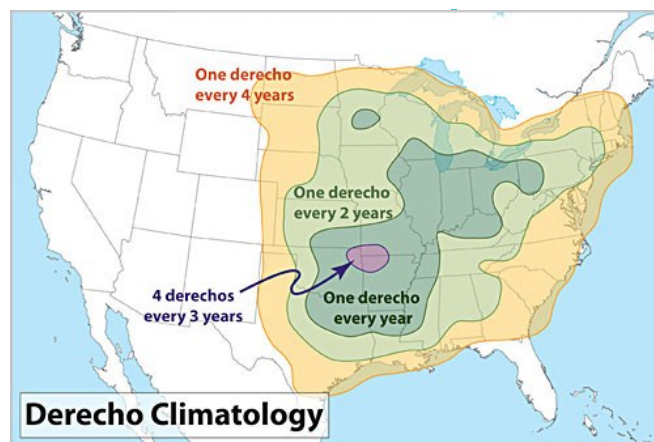 One derecho
every 4 years
One derecho
every 2 years
4 derechos
every 3 years
One derecho
every year
Derecho Climatology